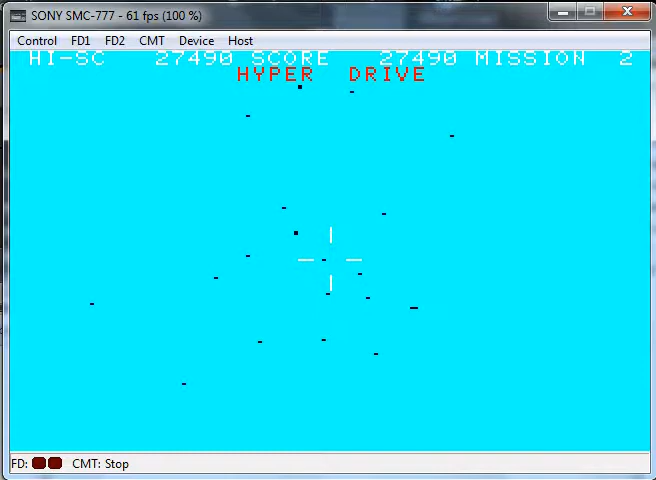 SONY SMC-777 - 61 fps (100 %)
Control FD1 FD2 CMT Device Host
HI-SC 27490 SCORE 27490 MISSION 2
HYPER DRIVE
FD: CMT: Stop